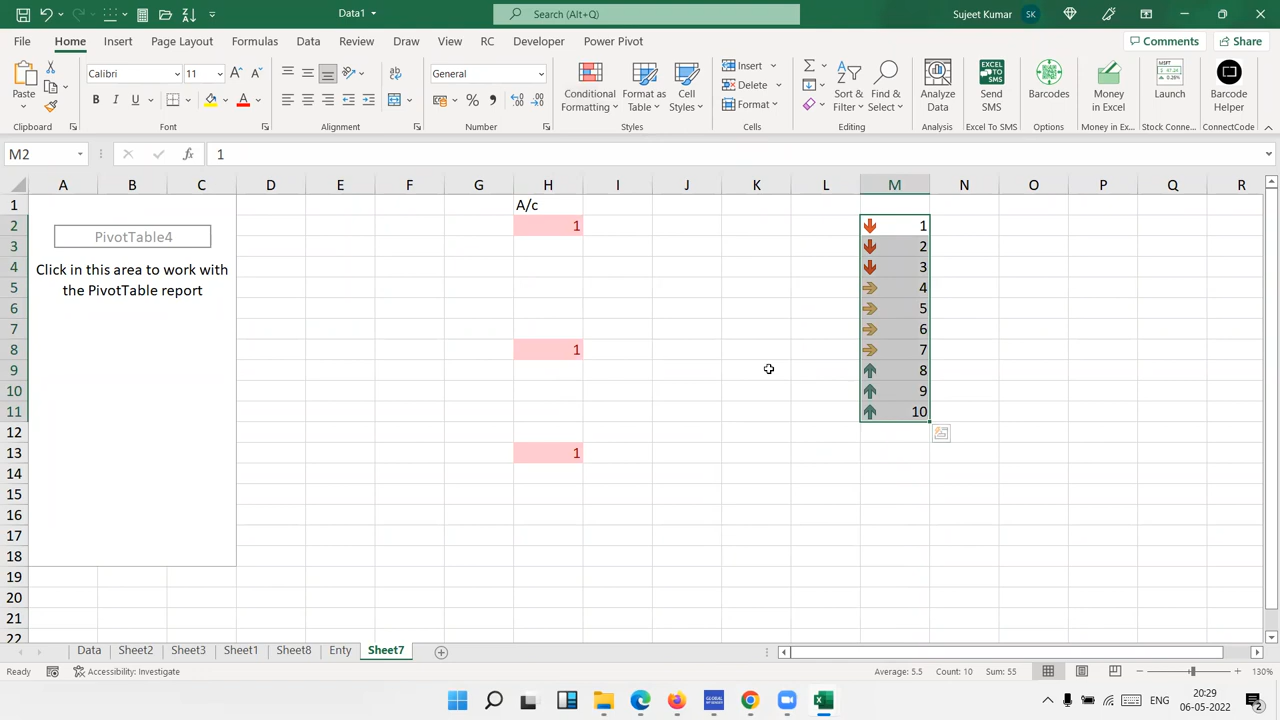 Data1
Search (Alt+Q)
Sujeet Kumar
SK
File
Home
Insert
Page Layout
Formulas
Data
Review
Draw
View
RC
Developer
Power Pivot
Comments
Share
Paste
Calibri
11
B I U
General
Conditional Formatting
Format as Table
Cell Styles
Insert
Delete
Format
Sort & Filter
Find & Select
Analyze Data
Send SMS
Barcodes
Money in Excel
Launch
Barcode Helper
Clipboard
Font
Alignment
Number
Styles
Cells
Editing
Analysis
Excel To SMS
Options
Money in Ex...
Stock Conne...
ConnectCode
M2
fx
1
A B C D E F G H I J K L M N O P Q R
1 A/c
2 1 1
PivotTable4
3 2
Click in this area to work with
4 3
the PivotTable report
5 4
6 5
7 6
8 1 7
9 8
10 9
11 10
12
13 1
14
15
16
17
18
19
20
21
22
Data
Sheet2
Sheet3
Sheet1
Sheet8
Enty
Sheet7
Ready
Accessibility: Investigate
Average: 5.5
Count: 10
Sum: 55
130%
20:29
06-05-2022
2